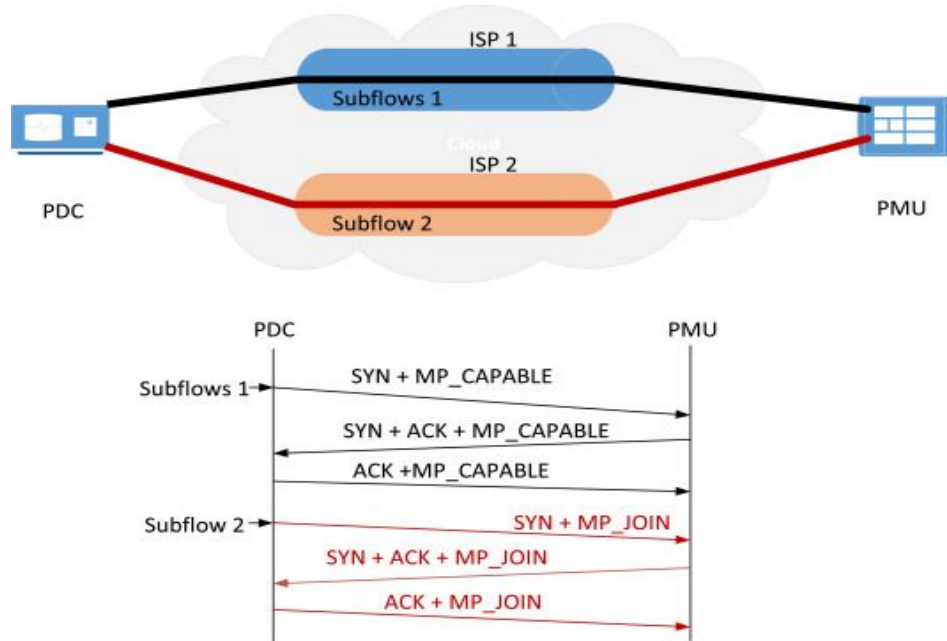 ISP 1
Subflows 1
Cloud
ISP 2
Subflow 2
PDC
PMU
PDC
PMU
SYN + MP_CAPABLE
Subflows 1
SYN + ACK + MP_CAPABLE
ACK +MP_CAPABLE
Subflow 2
SYN + MP_JOIN
SYN + ACK + MP_JOIN
ACK + MP_JOIN